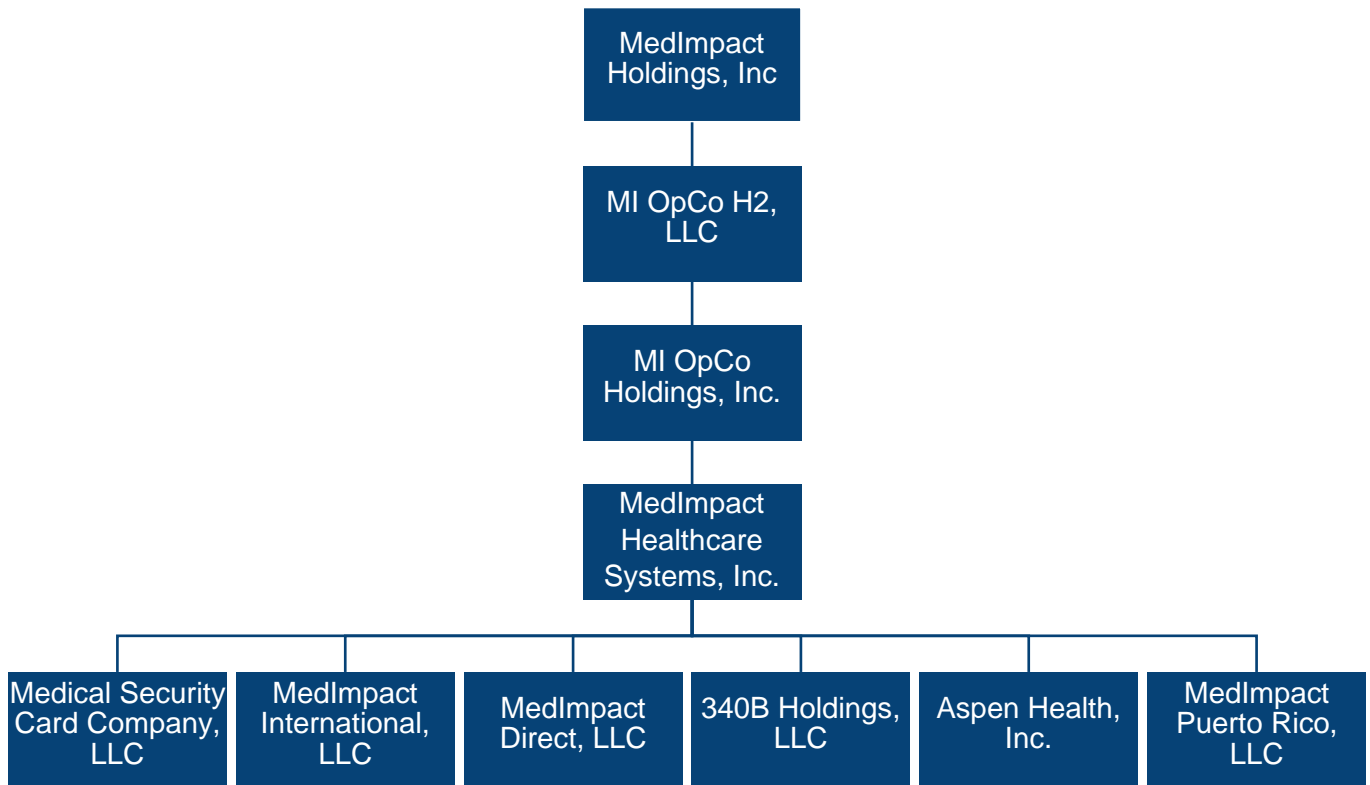 MedImpact
Holdings, Inc
MI OpCo H2,
LLC
MI OpCo
Holdings, Inc.
MedImpact
Healthcare
Systems, Inc.
Medical Security
Card Company,
LLC
MedImpact
International,
LLC
MedImpact
Direct, LLC
340B Holdings,
LLC
Aspen Health,
Inc.
MedImpact
Puerto Rico,
LLC